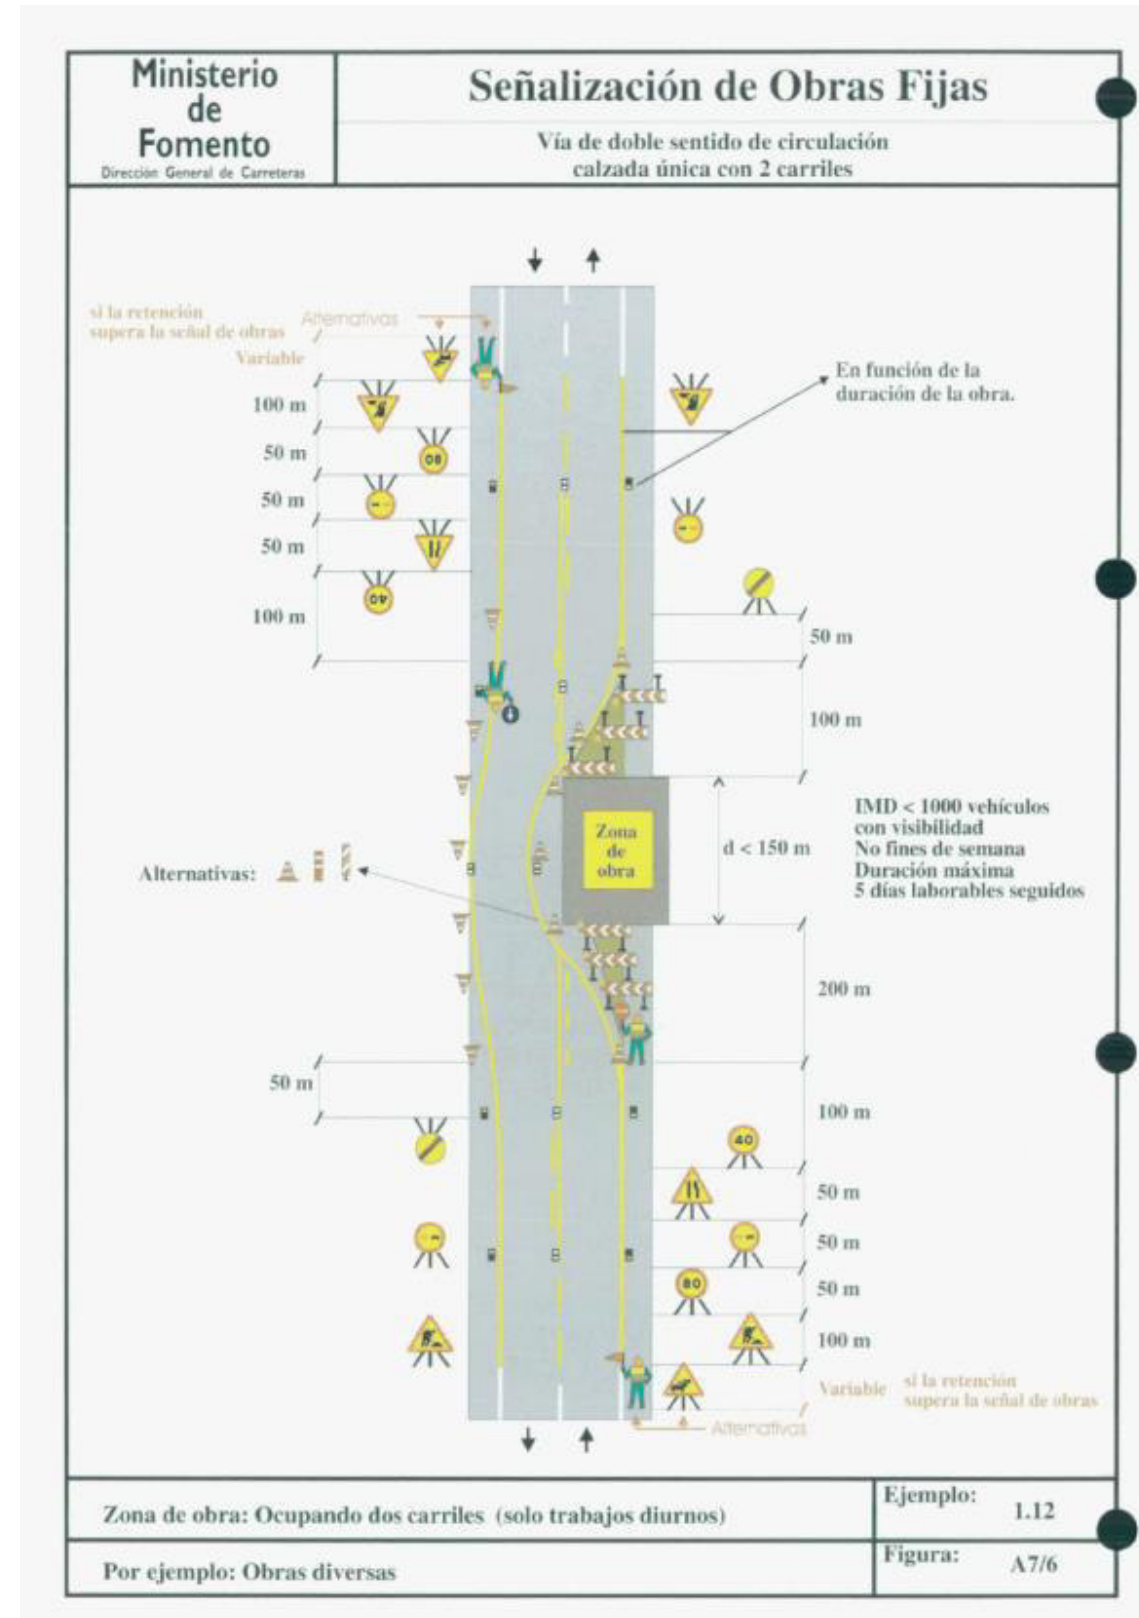 Ministerio
de
Fomento
Dirección General de Carreteras
Señalización de Obras Fijas
Vía de doble sentido de circulación
calzada única con 2 carriles
si la retención
supera la señal de obras
Alternativas
Variable
100 m
50 m
50 m
50 m
100 m
80
40
En función de la
duración de la obra.
50 m
100 m
Zona
de
obra
d < 150 m
IMD < 1000 vehículos
con visibilidad
No fines de semana
Duración máxima
5 días laborables seguidos
Alternativas:
200 m
50 m
100 m
40
50 m
50 m
80
50 m
100 m
Variable
si la retención
supera la señal de obras
Alternativas
Zona de obra: Ocupando dos carriles (solo trabajos diurnos)
Ejemplo:
1.12
Por ejemplo: Obras diversas
Figura:
A7/6